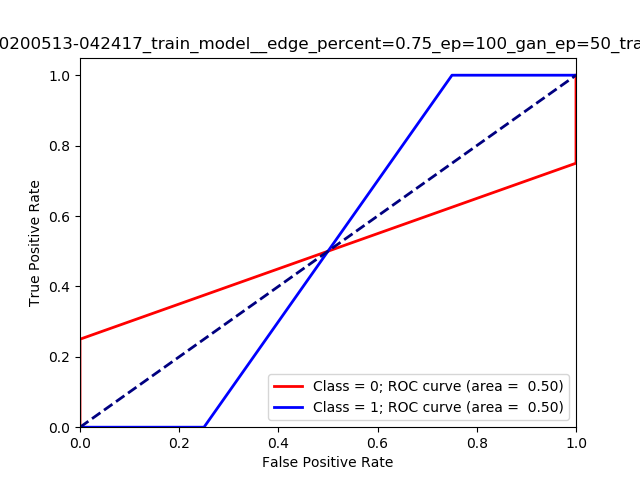 0200513-042417_train_model__edge_percent=0.75_ep=100_gan_ep=50_tra
1.0
0.8
0.6
0.4
0.2
0.0
True Positive Rate
Class = 0; ROC curve (area =  0.50)
Class = 1; ROC curve (area =  0.50)
0.0 0.2 0.4 0.6 0.8 1.0
False Positive Rate